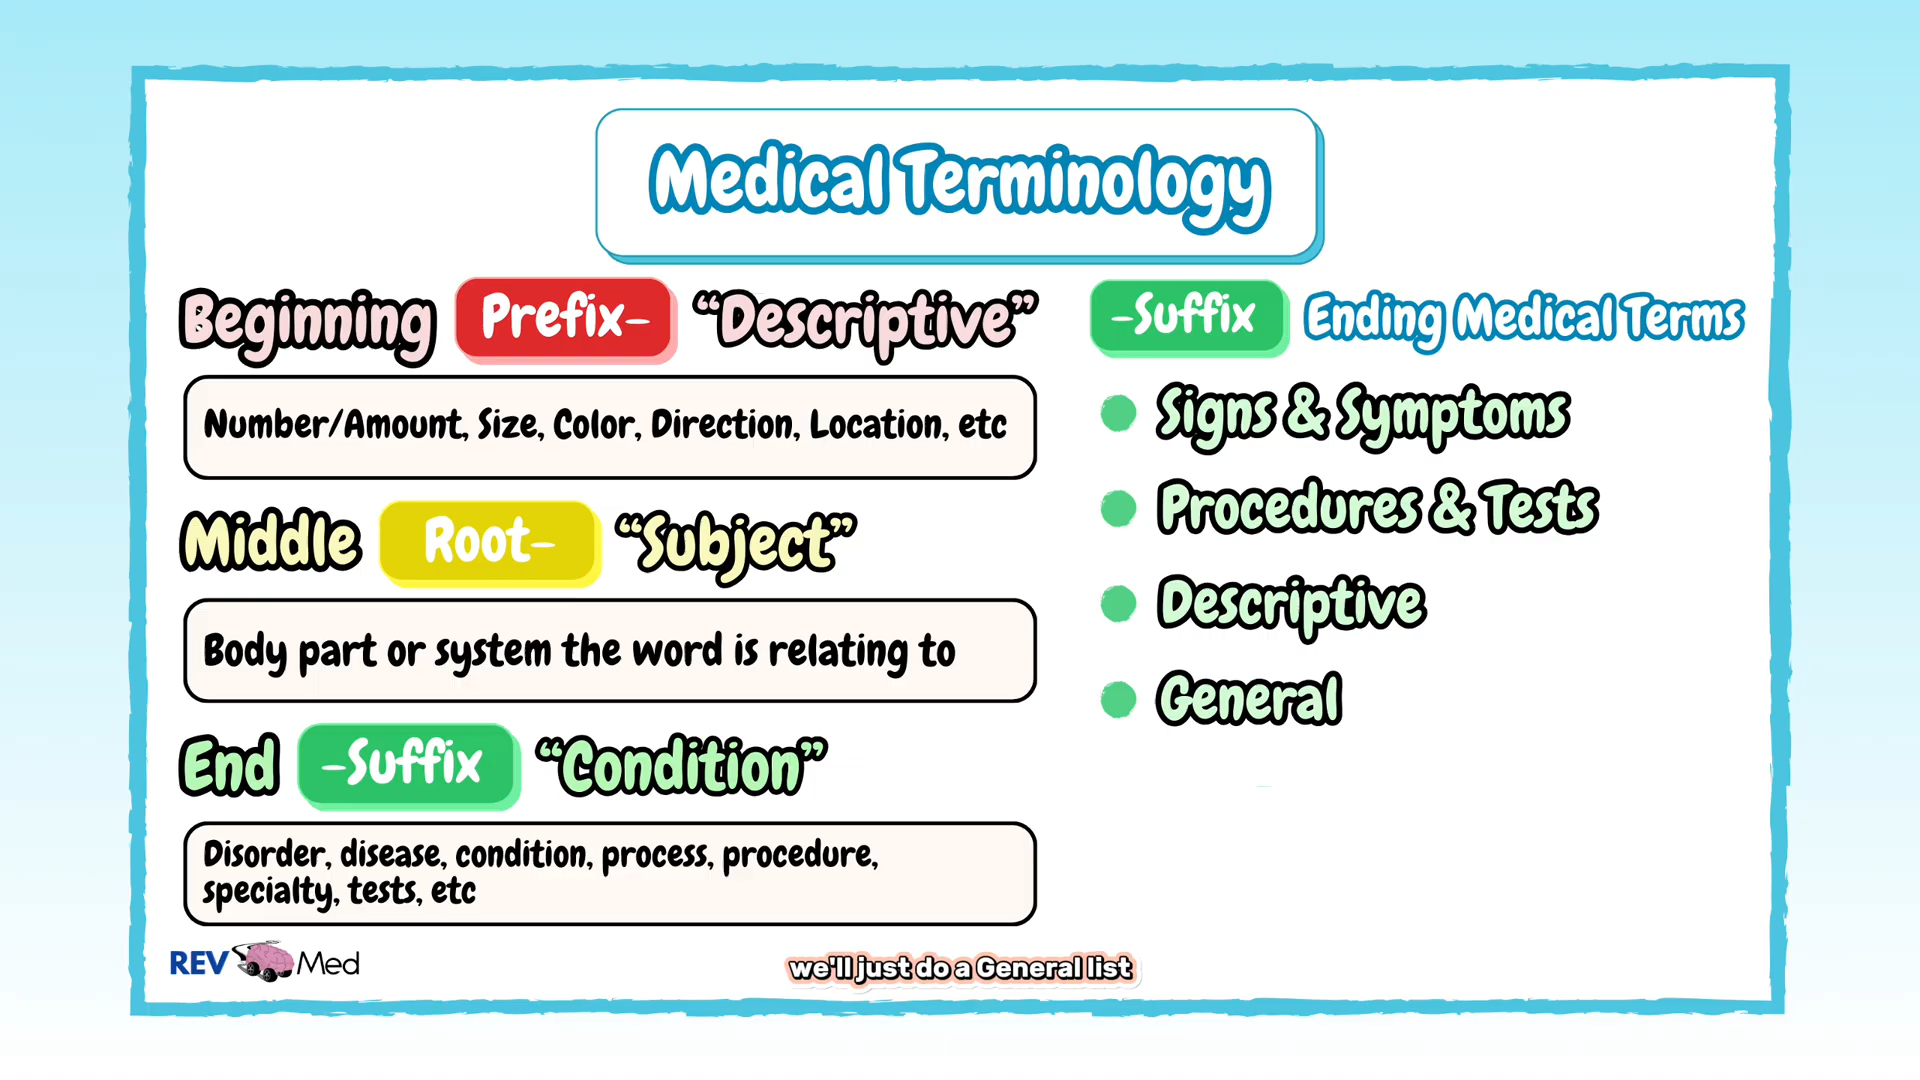 Medical Terminology
Beginning Prefix- “Descriptive”
Number/Amount, Size, Color, Direction, Location, etc
Middle Root- “Subject”
Body part or system the word is relating to
End -Suffix “Condition”
Disorder, disease, condition, process, procedure,
specialty, tests, etc
-Suffix Ending Medical Terms
Signs & Symptoms
Procedures & Tests
Descriptive
General
REV Med
we'll just do a General list